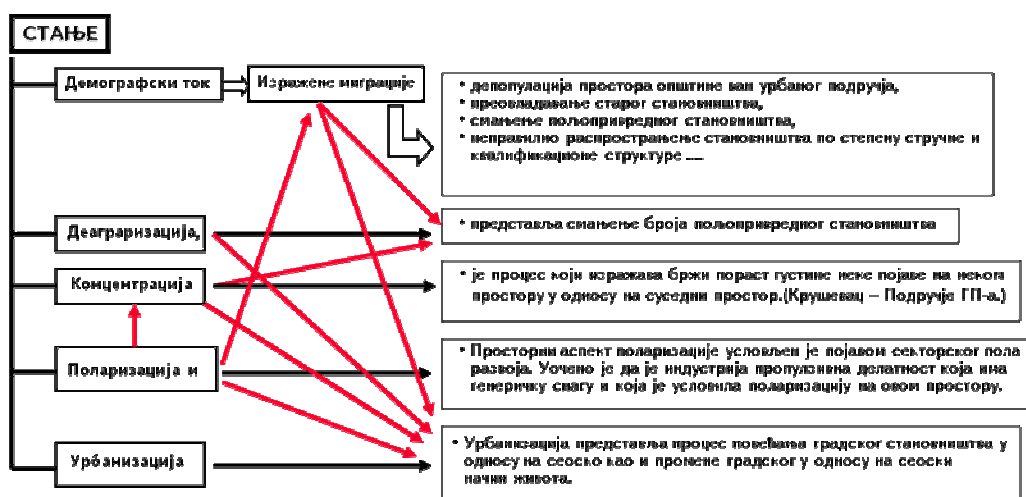 СТАЊЕ
Демографски ток
Изражене миграције
• депопулација простора општине ван урбаног подручја,
• преовладавање старог становништва,
• смањење пољопривредног становништва,
• неправилно распрострањење становништва по степену стручне и
квалификационе структуре ....
Деаграризација,
• представља смањење броја пољопривредног становништва
Концентрација
• је процес који изражава бржи пораст густине неке појаве на неком
простору у односу на суседни простор.(Крушевац – Подручје ГП-а.)
Поларизација и
• Просторни аспект поларизације условљен је појавом секторског пола
развоја. Уочено је да је индустрија пропулзивна делатност која има
генеричку снагу и која је условила поларизацију на овом простору.
Урбанизација
• Урбанизација представља процес повећања градског становништва у
односу на сеоско као и промене градског у односу на сеоски
начин живота.